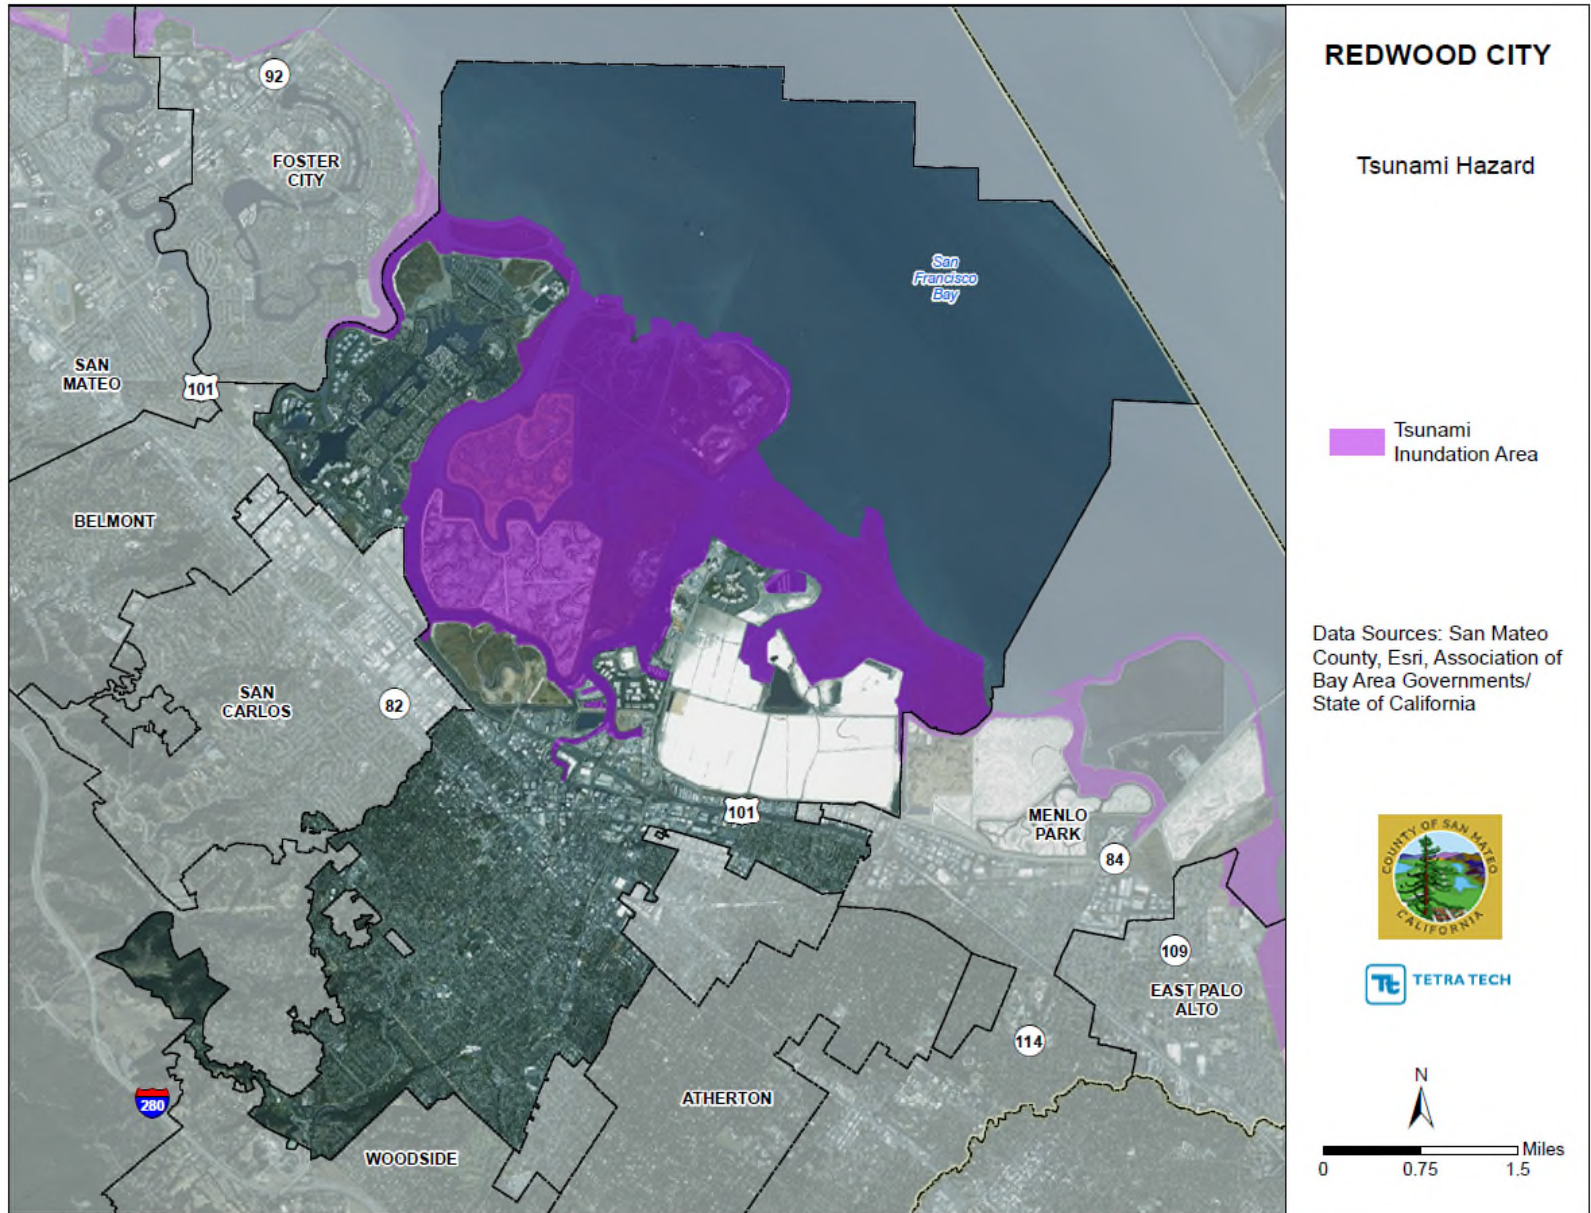 REDWOOD CITY
Tsunami Hazard
Tsunami
Inundation Area
Data Sources: San Mateo
County, Esri, Association of
Bay Area Governments/
State of California
COUNTY OF SAN MATEO
CALIFORNIA
Tt TETRA TECH
N
Miles
0 0.75 1.5
92
FOSTER
CITY
San
Francisco
Bay
SAN
MATEO
101
BELMONT
SAN
CARLOS
82
101
MENLO
PARK
84
109
EAST PALO
ALTO
114
280
ATHERTON
WOODSIDE